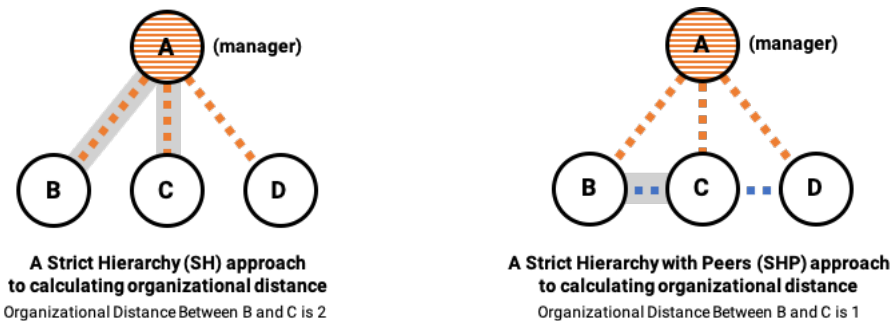 A (manager)
B C D
A Strict Hierarchy (SH) approach
to calculating organizational distance
Organizational Distance Between B and C is 2
A (manager)
B C D
A Strict Hierarchy with Peers (SHP) approach
to calculating organizational distance
Organizational Distance Between B and C is 1